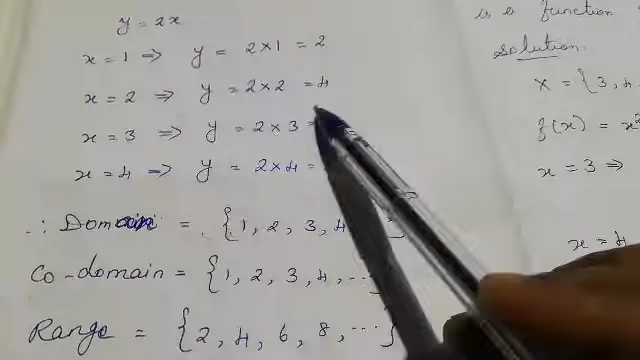 y = 2x
x = 1 ⇒ y = 2×1 = 2
x = 2 ⇒ y = 2×2 = 4
x = 3 ⇒ y = 2×3 =
x = 4 ⇒ y = 2×4 =
∴ Domain = {1, 2, 3, 4
Co-domain = {1, 2, 3, 4, ...
Range = {2, 4, 6, 8, ...}
is a function
Solution
X = {3, 4
f(x) = x²
x = 3 ⇒
x = 4